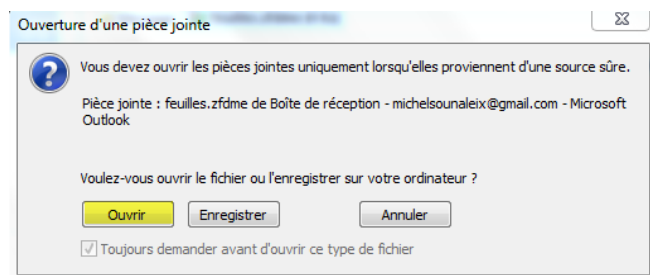 Ouverture d'une pièce jointe
Vous devez ouvrir les pièces jointes uniquement lorsqu'elles proviennent d'une source sûre.
Pièce jointe : feuilles.zfdme de Boîte de réception - michelsounaleix@gmail.com - Microsoft
Outlook
Voulez-vous ouvrir le fichier ou l'enregistrer sur votre ordinateur ?
Ouvrir Enregistrer Annuler
Toujours demander avant d'ouvrir ce type de fichier